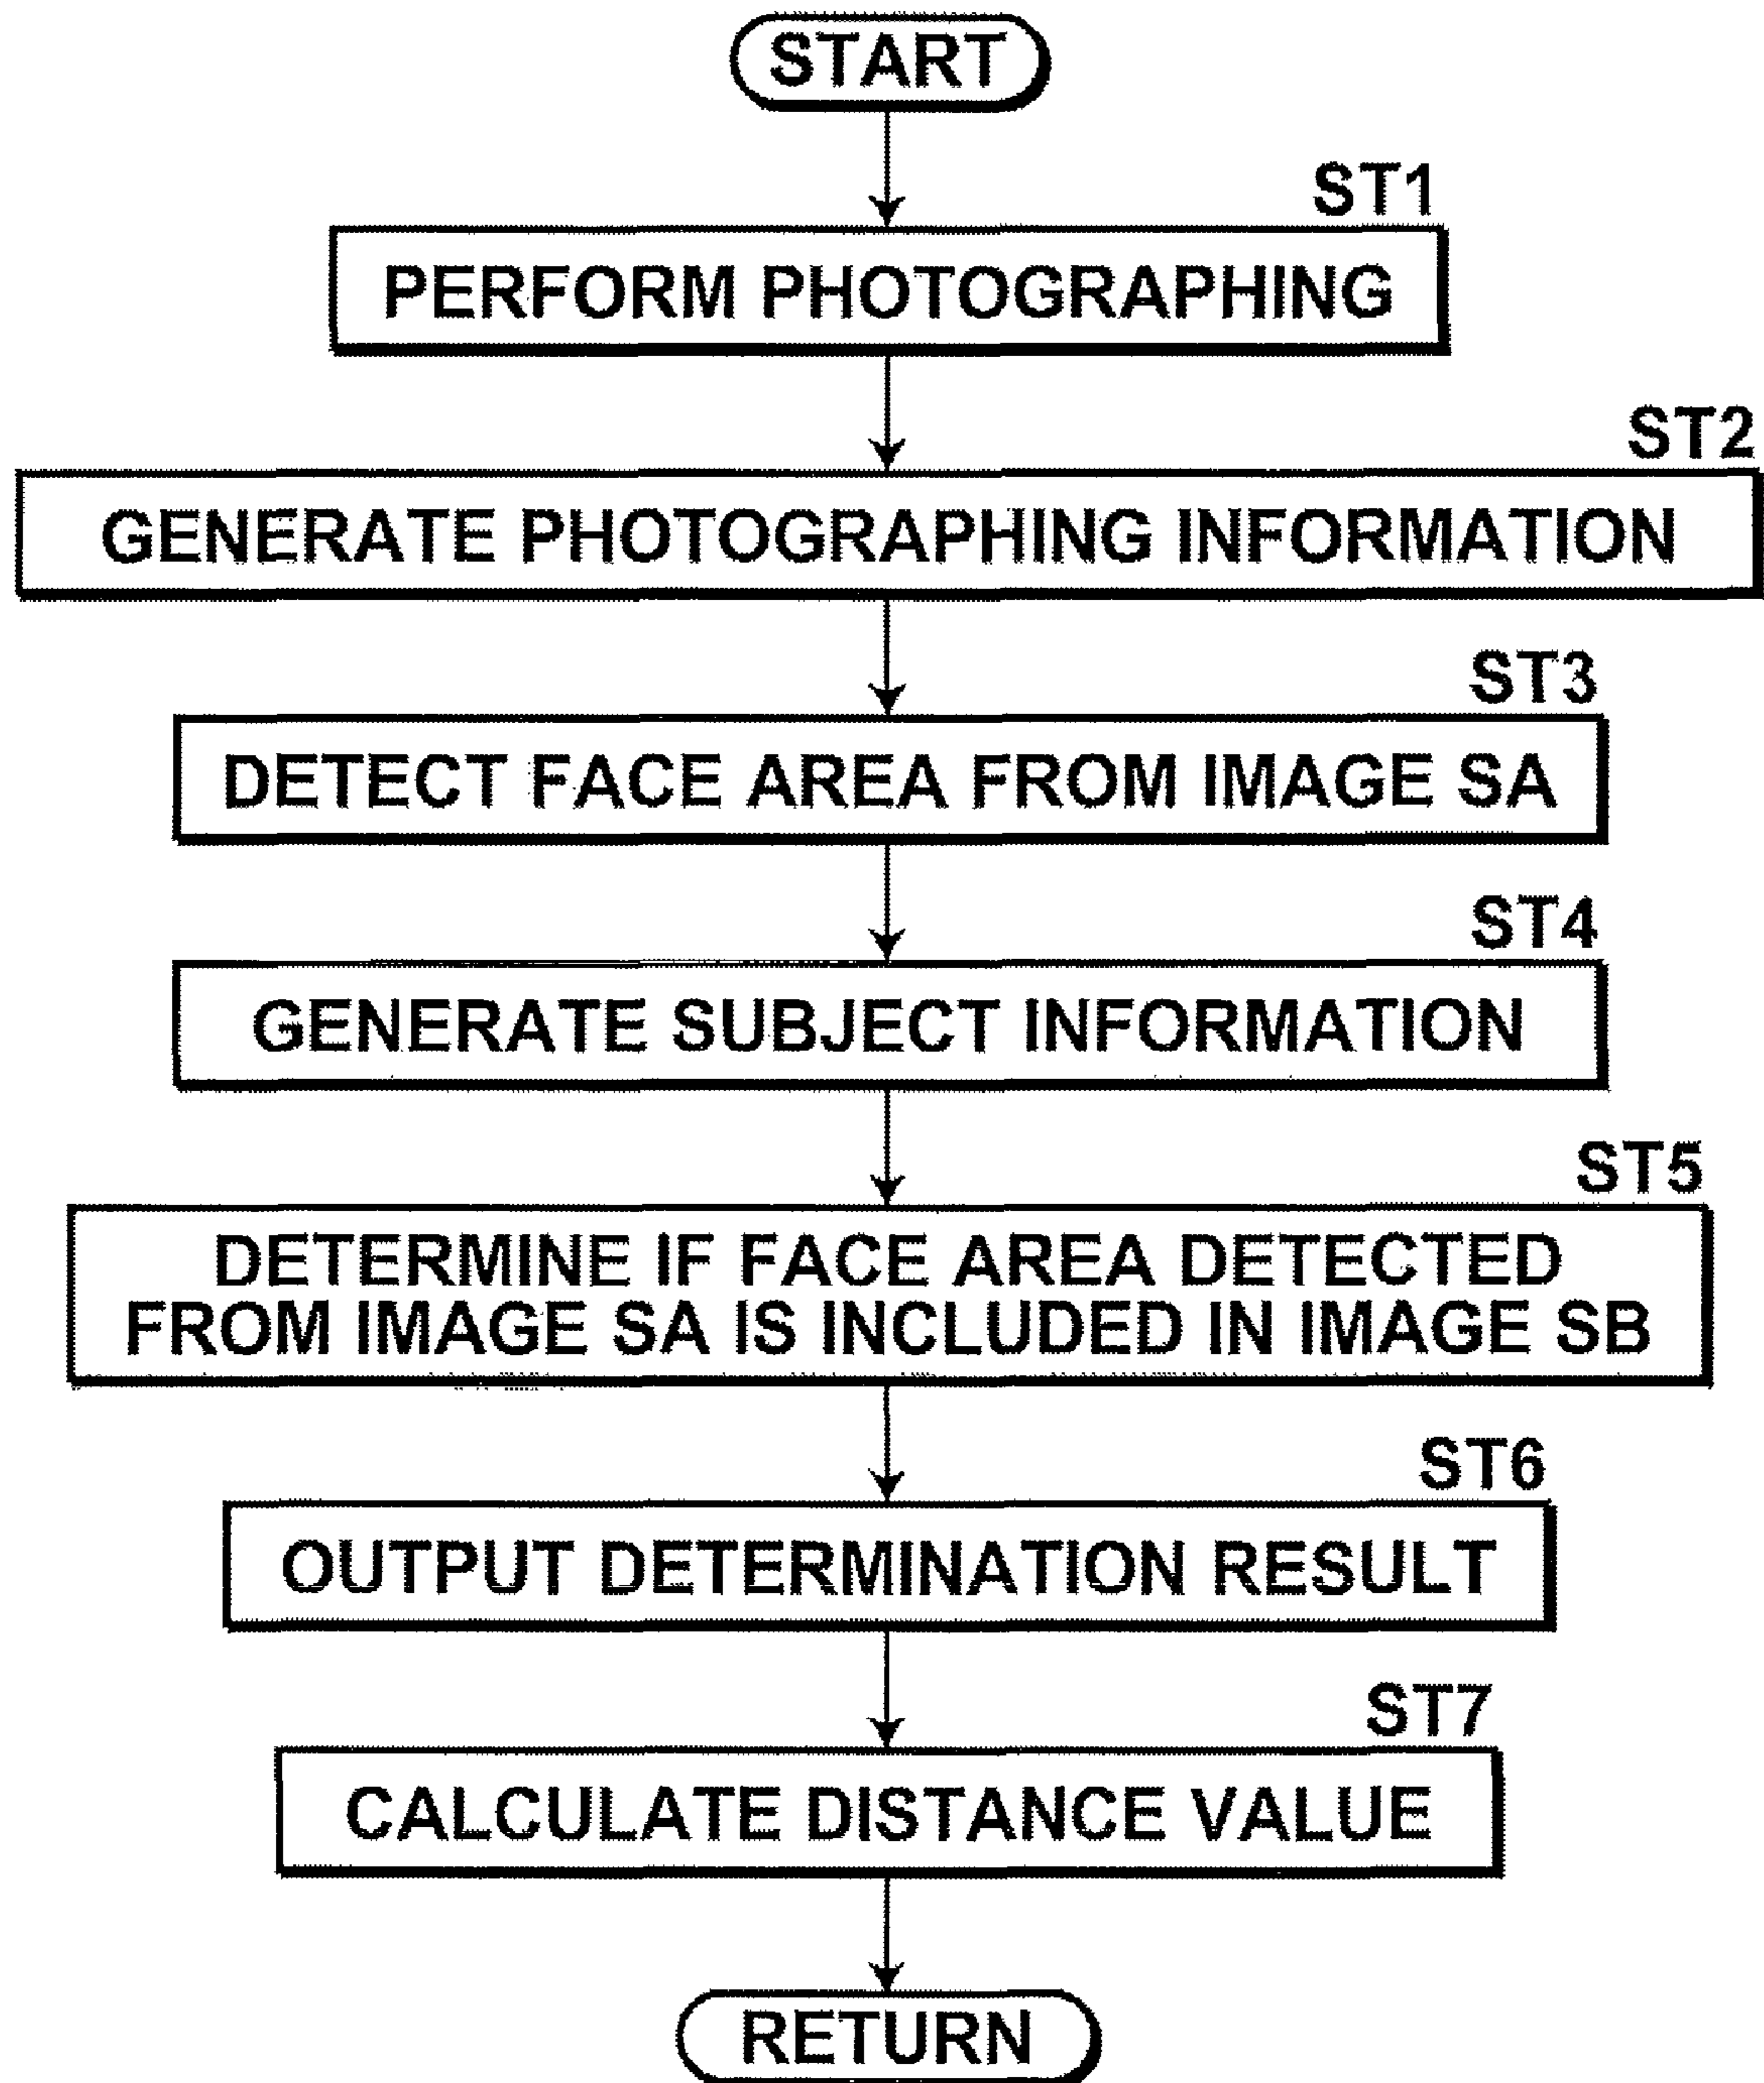 START
ST1
PERFORM PHOTOGRAPHING
ST2
GENERATE PHOTOGRAPHING INFORMATION
ST3
DETECT FACE AREA FROM IMAGE SA
ST4
GENERATE SUBJECT INFORMATION
ST5
DETERMINE IF FACE AREA DETECTED
FROM IMAGE SA IS INCLUDED IN IMAGE SB
ST6
OUTPUT DETERMINATION RESULT
ST7
CALCULATE DISTANCE VALUE
RETURN